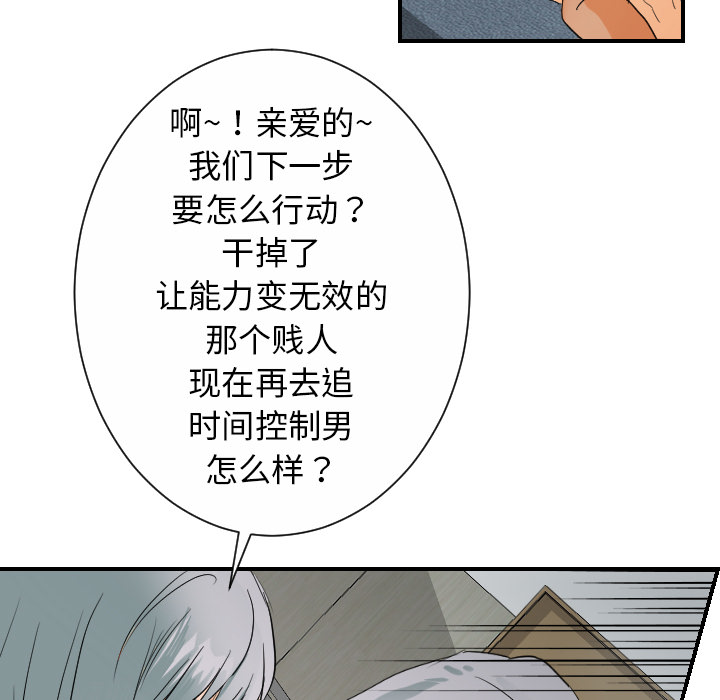 啊~！亲爱的~
我们下一步
要怎么行动？
干掉了
让能力变无效的
那个贱人
现在再去追
时间控制男
怎么样？